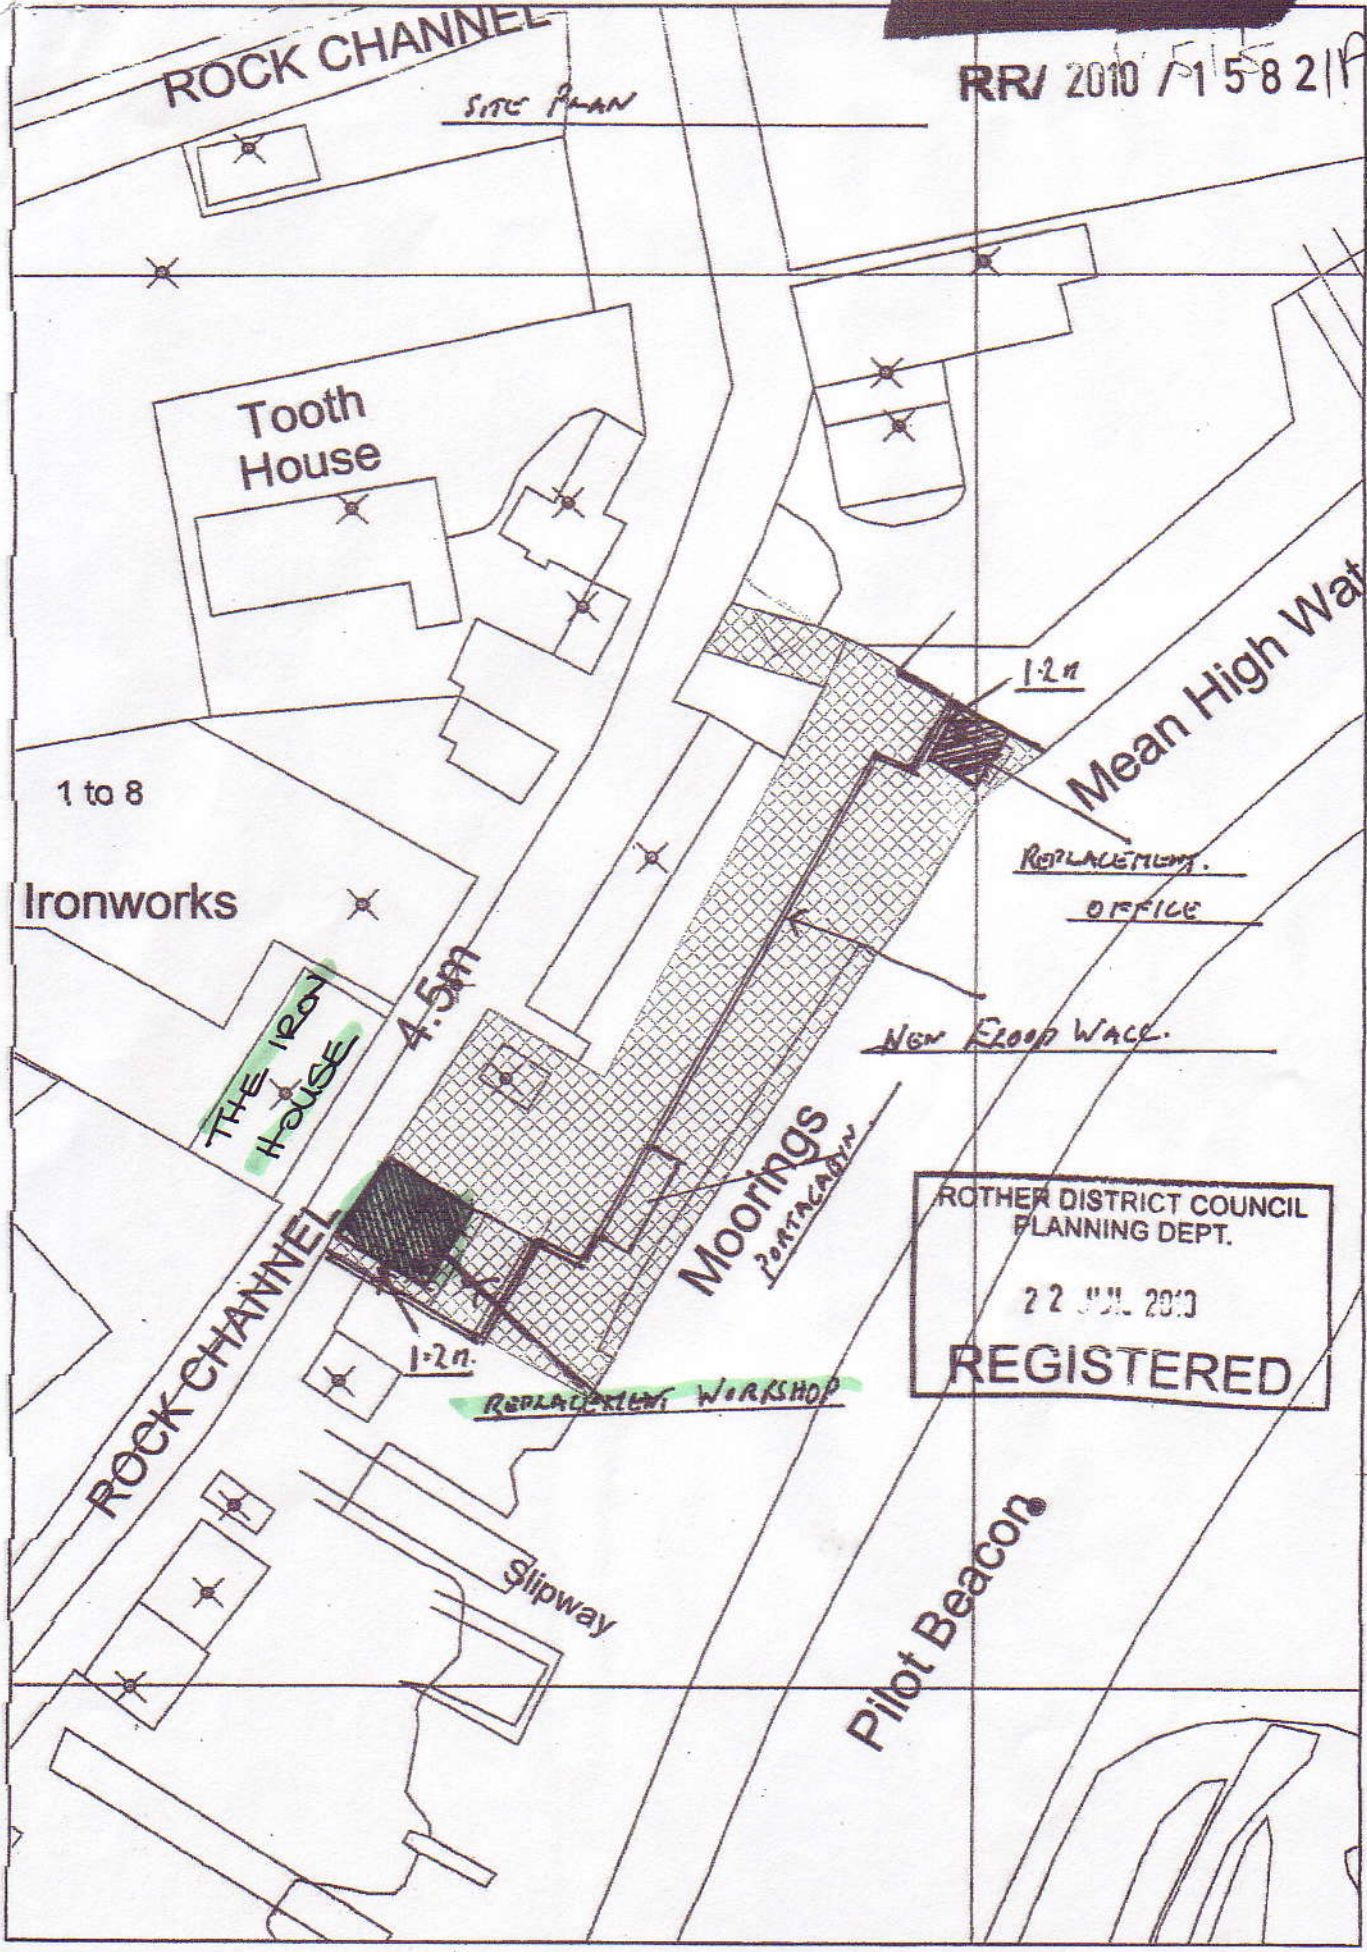 ROCK CHANNEL
RR/ 2010 / 1582/P
SITE PLAN
Tooth
House
1.2m
Mean High Wat
1 to 8
REPLACEMENT.
OFFICE
Ironworks
4.5m
THE IRON
HOUSE
NEW FLOOD WALL.
Moorings
PORTACABIN
ROTHER DISTRICT COUNCIL
PLANNING DEPT.
22 JUL 2010
REGISTERED
ROCK CHANNEL
1.2m.
REPLACEMENT WORKSHOP
Slipway
Pilot Beacon